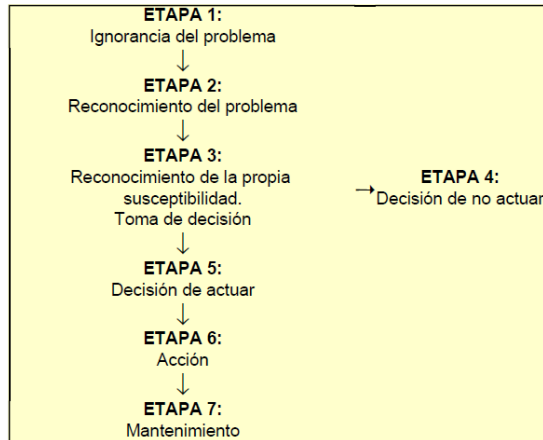 ETAPA 1:
Ignorancia del problema
ETAPA 2:
Reconocimiento del problema
ETAPA 3:
Reconocimiento de la propia
susceptibilidad.
Toma de decisión
ETAPA 4:
Decisión de no actuar
ETAPA 5:
Decisión de actuar
ETAPA 6:
Acción
ETAPA 7:
Mantenimiento